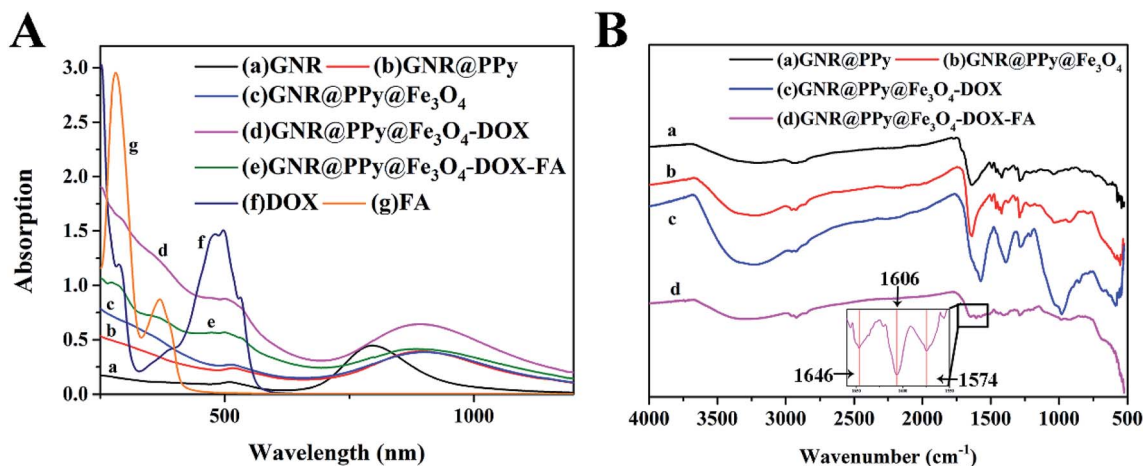 A
B
(a)GNR (b)GNR@PPy
(c)GNR@PPy@Fe₃O₄
(d)GNR@PPy@Fe₃O₄-DOX
(e)GNR@PPy@Fe₃O₄-DOX-FA
(f)DOX (g)FA
3.0
2.5
2.0
1.5
1.0
0.5
0.0
Absorption
g
f
d
e
c
b
a
500
1000
Wavelength (nm)
(a)GNR@PPy (b)GNR@PPy@Fe₃O₄
(c)GNR@PPy@Fe₃O₄-DOX
(d)GNR@PPy@Fe₃O₄-DOX-FA
a
b
c
d
1606
1646
1574
4000 3500 3000 2500 2000 1500 1000 500
Wavenumber (cm⁻¹)